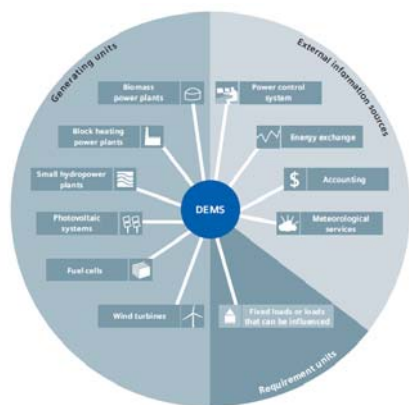 Generating units
External information sources
Biomass
power plants
Power control
system
Block heating
power plants
Energy exchange
Small hydropower
plants
$
Accounting
DEMS
Photovoltaic
systems
Meteorological
services
Fuel cells
Wind turbines
Fixed loads or loads
that can be influenced
Requirement units